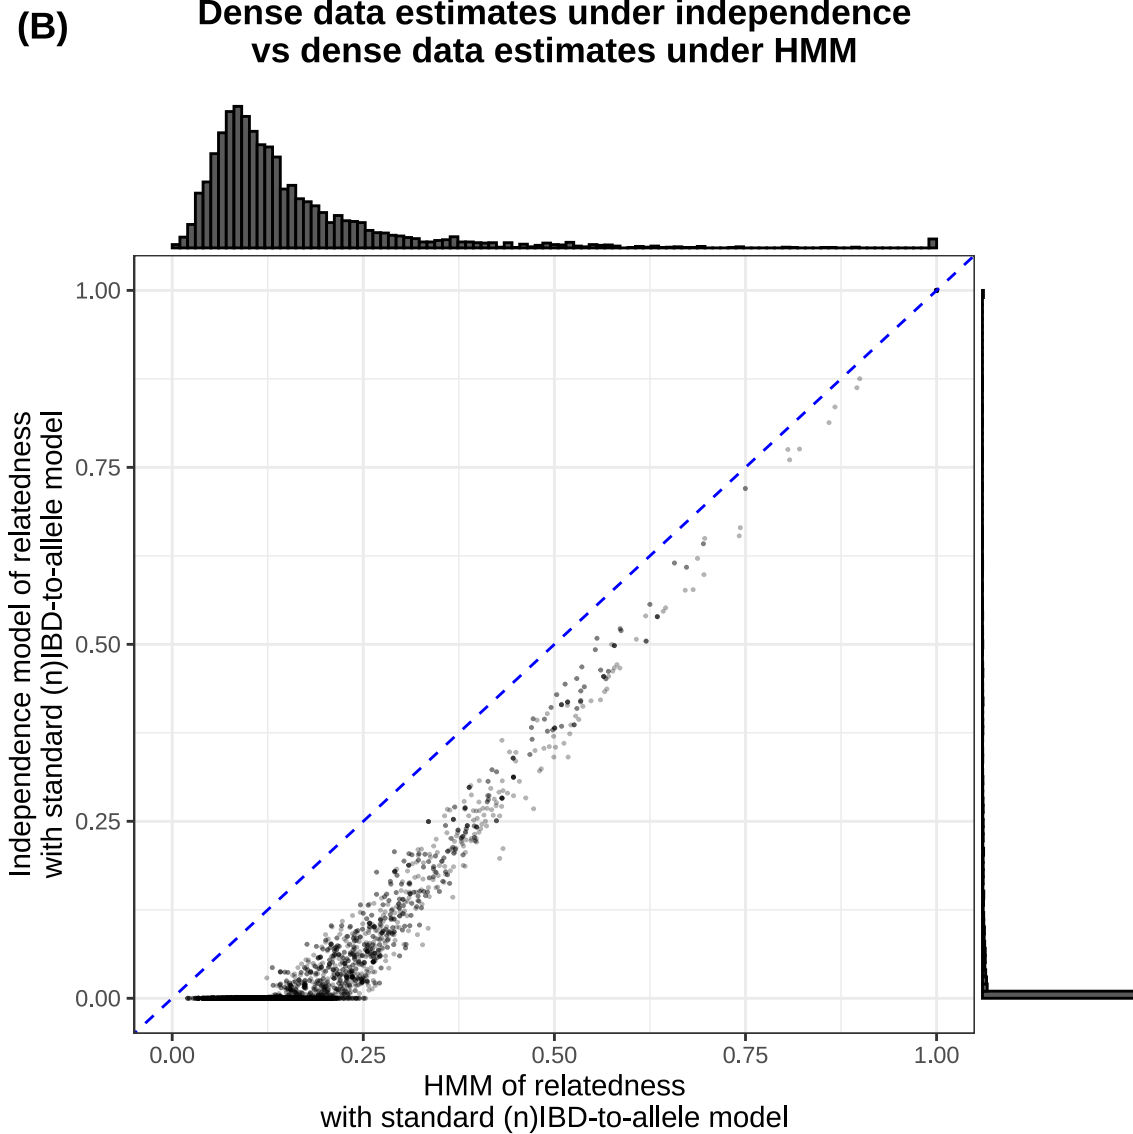 (B)
Dense data estimates under independence
vs dense data estimates under HMM
Independence model of relatedness
with standard (n)IBD-to-allele model
1.00
0.75
0.50
0.25
0.00
0.00 0.25 0.50 0.75 1.00
HMM of relatedness
with standard (n)IBD-to-allele model